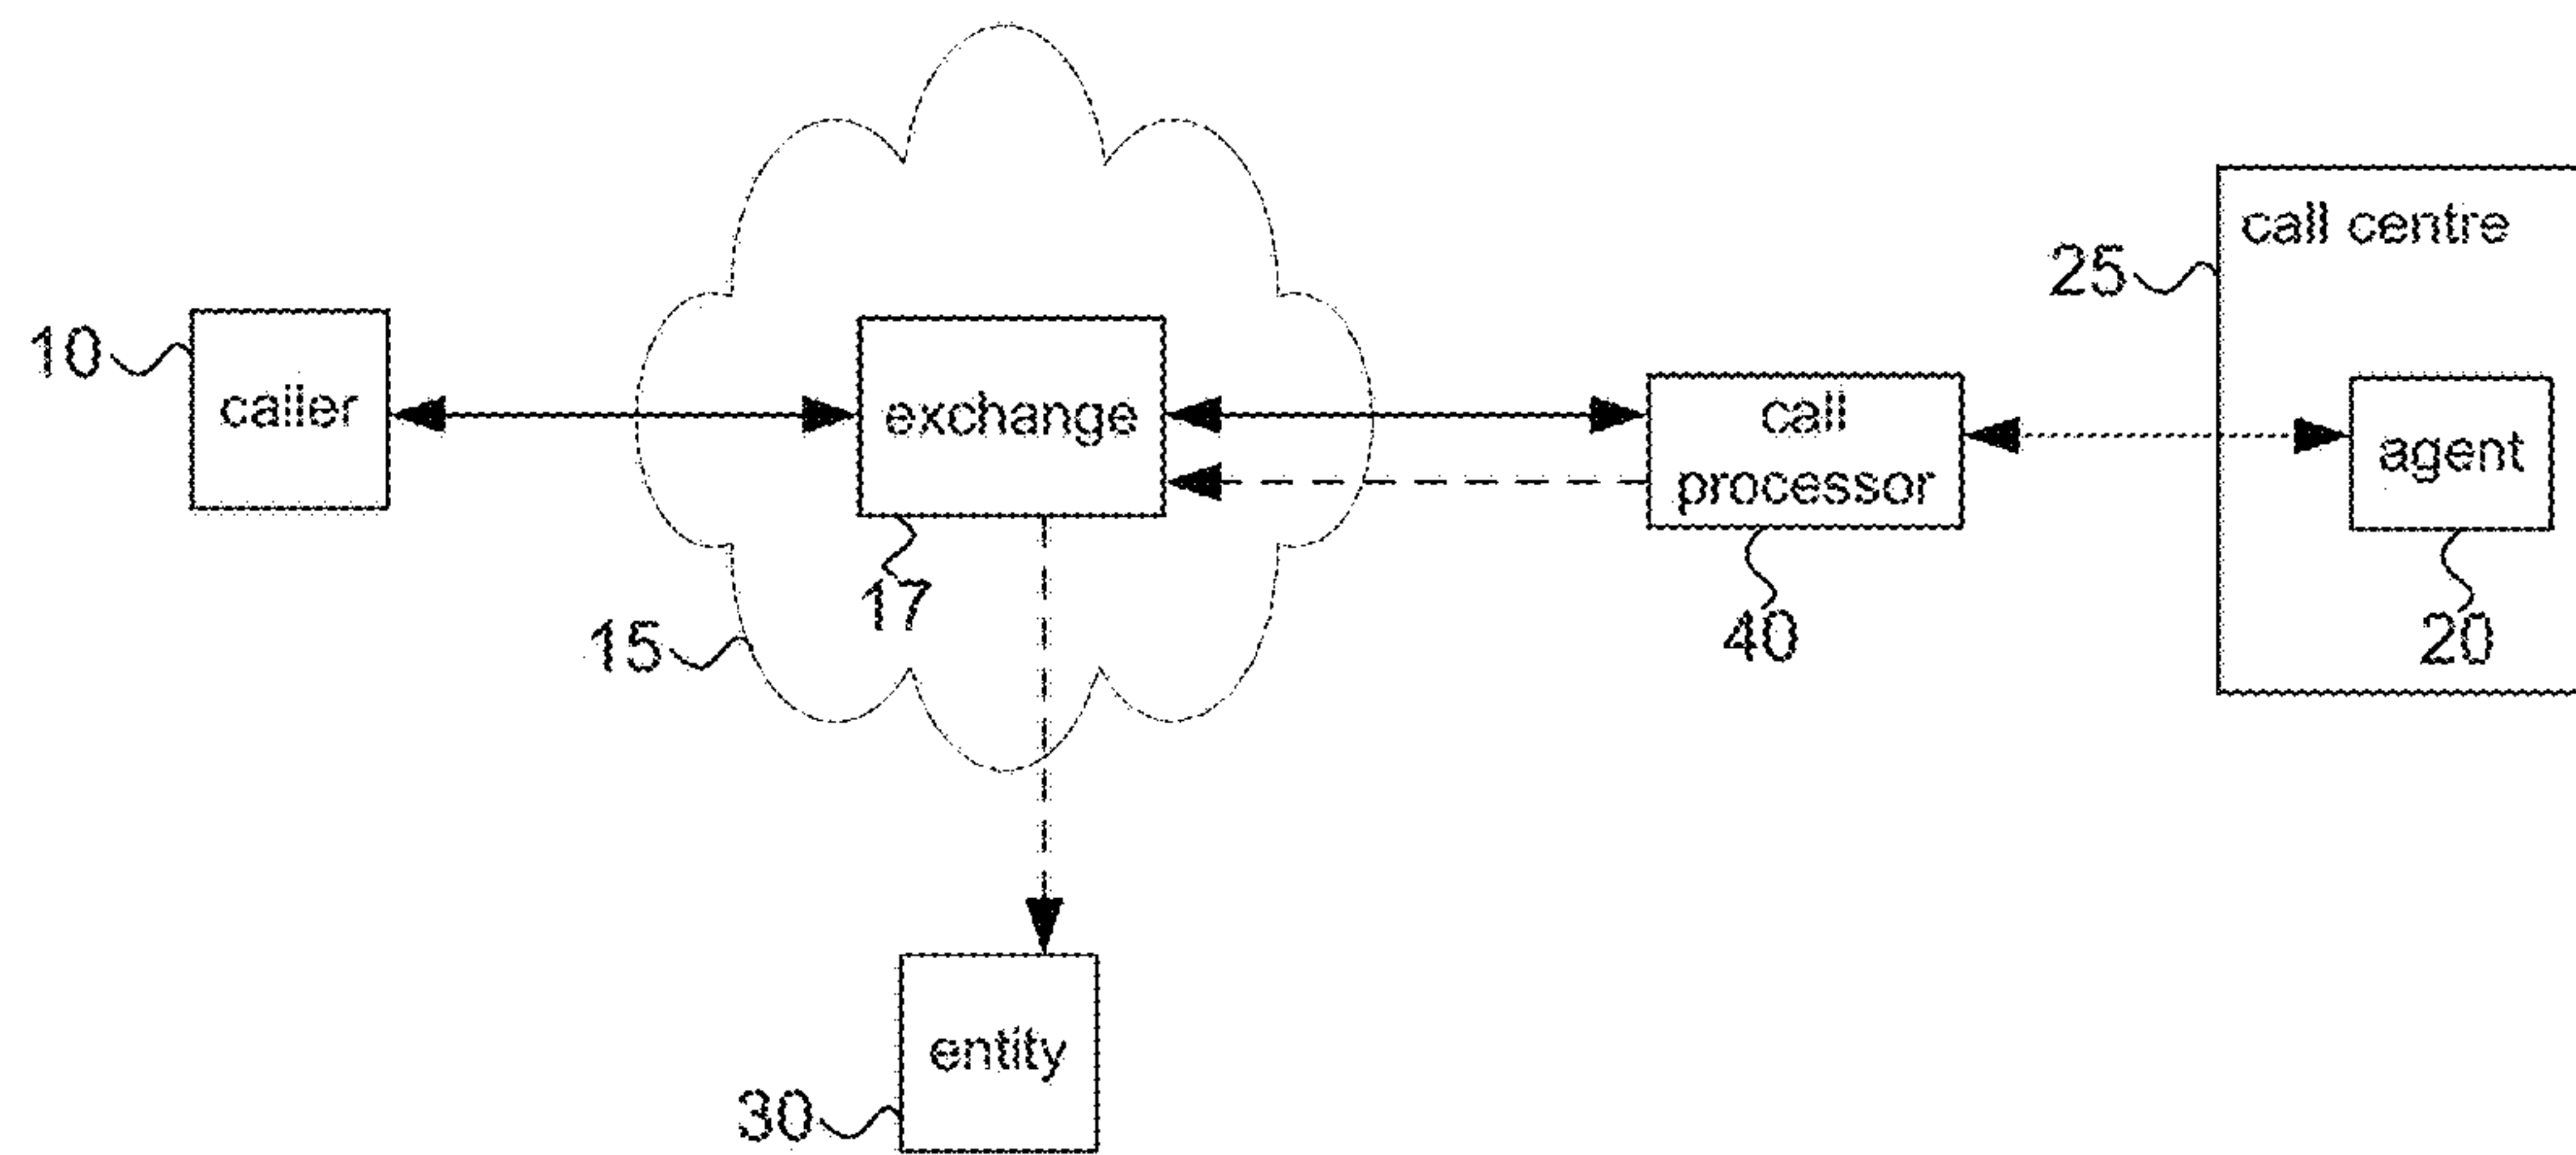 call centre
25
10
caller
exchange
call
processor
agent
17
15
40
20
entity
30